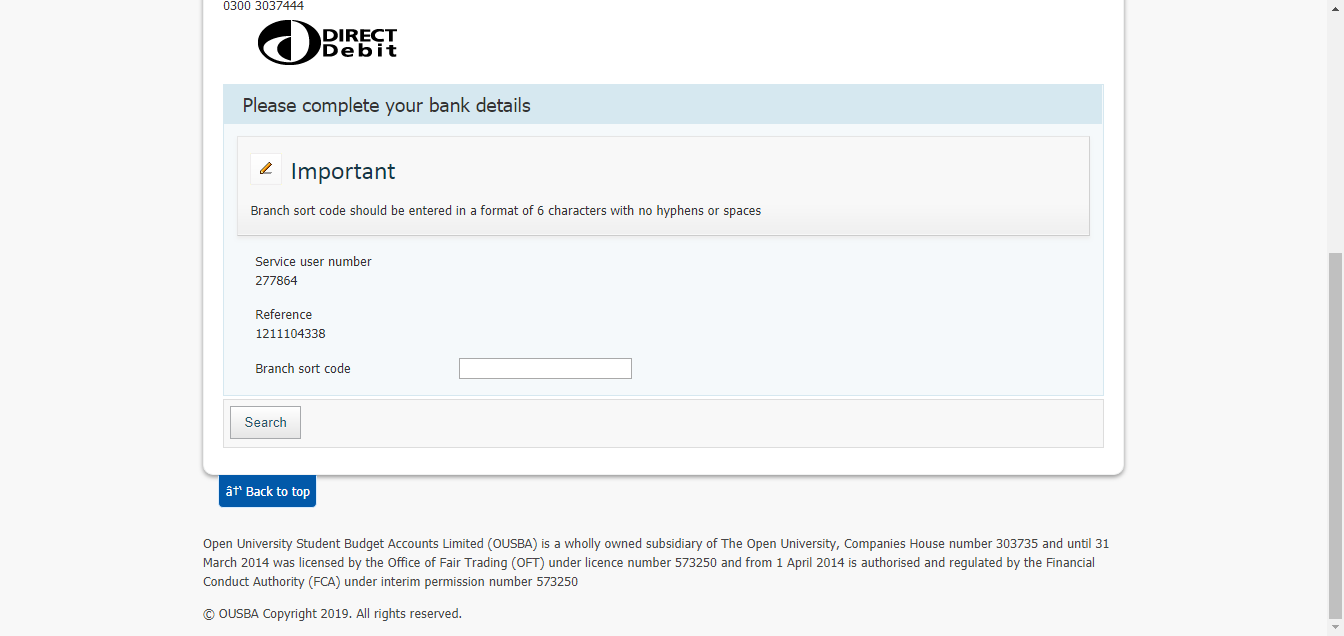 0300 3037444
DIRECT
Debit
Please complete your bank details
Important
Branch sort code should be entered in a format of 6 characters with no hyphens or spaces
Service user number
277864
Reference
1211104338
Branch sort code
Search
â†‘ Back to top
Open University Student Budget Accounts Limited (OUSBA) is a wholly owned subsidiary of The Open University, Companies House number 303735 and until 31
March 2014 was licensed by the Office of Fair Trading (OFT) under licence number 573250 and from 1 April 2014 is authorised and regulated by the Financial
Conduct Authority (FCA) under interim permission number 573250
© OUSBA Copyright 2019. All rights reserved.